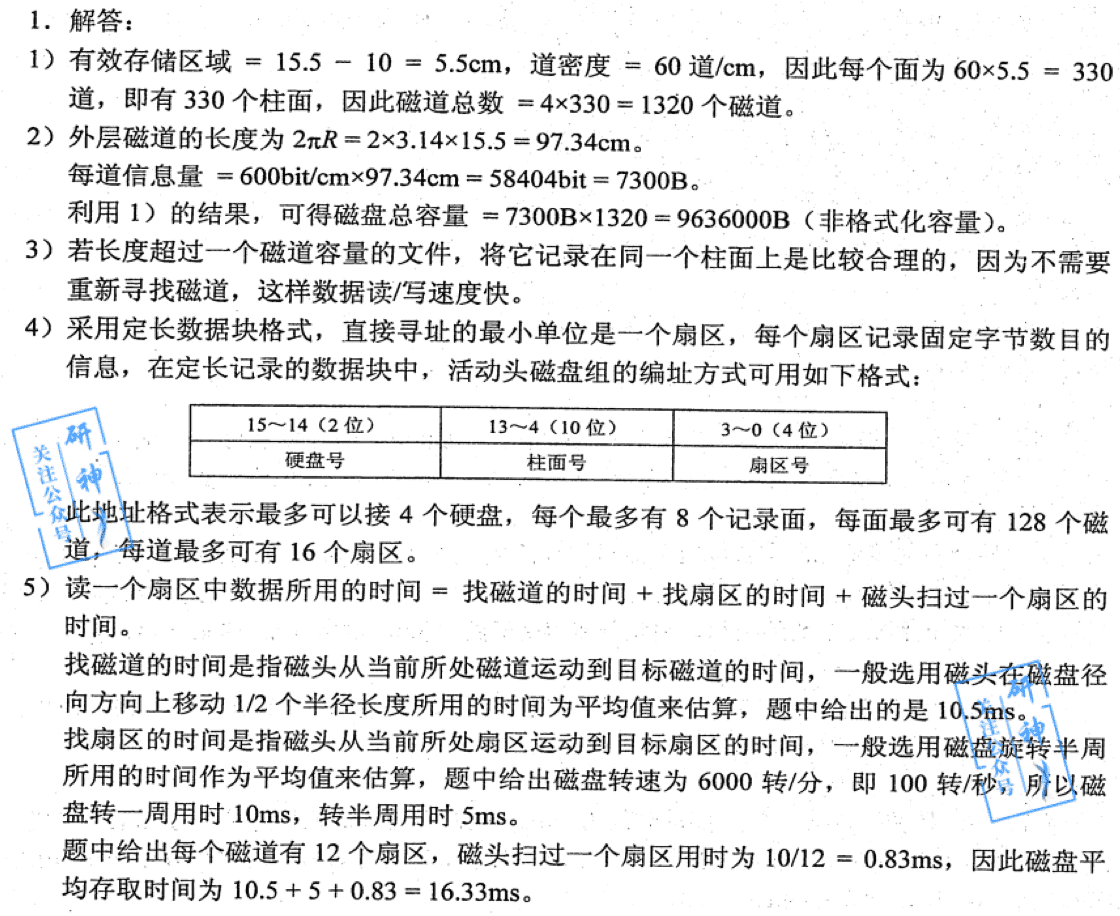 1．解答：
1）有效存储区域 = 15.5 − 10 = 5.5cm，道密度 = 60 道/cm，因此每个面为 60×5.5 = 330
道，即有 330 个柱面，因此磁道总数 = 4×330 = 1320 个磁道。
2）外层磁道的长度为 2πR = 2×3.14×15.5 = 97.34cm。
每道信息量 = 600bit/cm×97.34cm = 58404bit = 7300B。
利用 1）的结果，可得磁盘总容量 = 7300B×1320 = 9636000B（非格式化容量）。
3）若长度超过一个磁道容量的文件，将它记录在同一个柱面上是比较合理的，因为不需要
重新寻找磁道，这样数据读/写速度快。
4）采用定长数据块格式，直接寻址的最小单位是一个扇区，每个扇区记录固定字节数目的
信息，在定长记录的数据块中，活动头磁盘组的编址方式可用如下格式：
15～14（2 位） 13～4（10 位） 3～0（4 位）
硬盘号 柱面号 扇区号
此地址格式表示最多可以接 4 个硬盘，每个最多有 8 个记录面，每面最多可有 128 个磁
道，每道最多可有 16 个扇区。
5）读一个扇区中数据所用的时间 = 找磁道的时间 + 找扇区的时间 + 磁头扫过一个扇区的
时间。
找磁道的时间是指磁头从当前所处磁道运动到目标磁道的时间，一般选用磁头在磁盘径
向方向上移动 1/2 个半径长度所用的时间为平均值来估算，题中给出的是 10.5ms。
找扇区的时间是指磁头从当前所处扇区运动到目标扇区的时间，一般选用磁盘旋转半周
所用的时间作为平均值来估算，题中给出磁盘转速为 6000 转/分，即 100 转/秒，所以磁
盘转一周用时 10ms，转半周用时 5ms。
题中给出每个磁道有 12 个扇区，磁头扫过一个扇区用时为 10/12 = 0.83ms，因此磁盘平
均存取时间为 10.5 + 5 + 0.83 = 16.33ms。
关注公众号
研神
关注公众号
研神